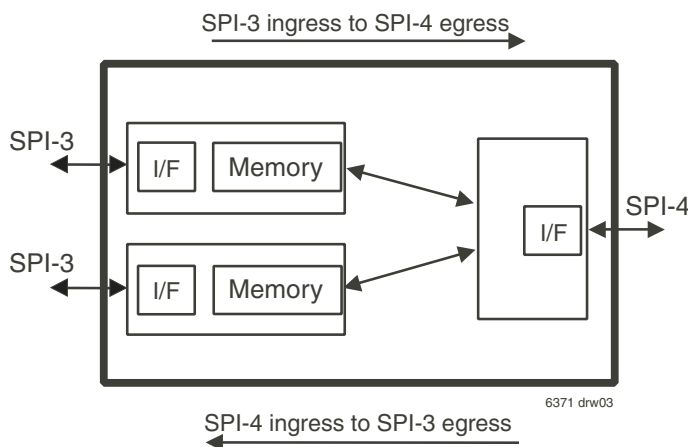 SPI-3 ingress to SPI-4 egress
SPI-3
I/F
Memory
SPI-3
I/F
Memory
I/F
SPI-4
6371 drw03
SPI-4 ingress to SPI-3 egress